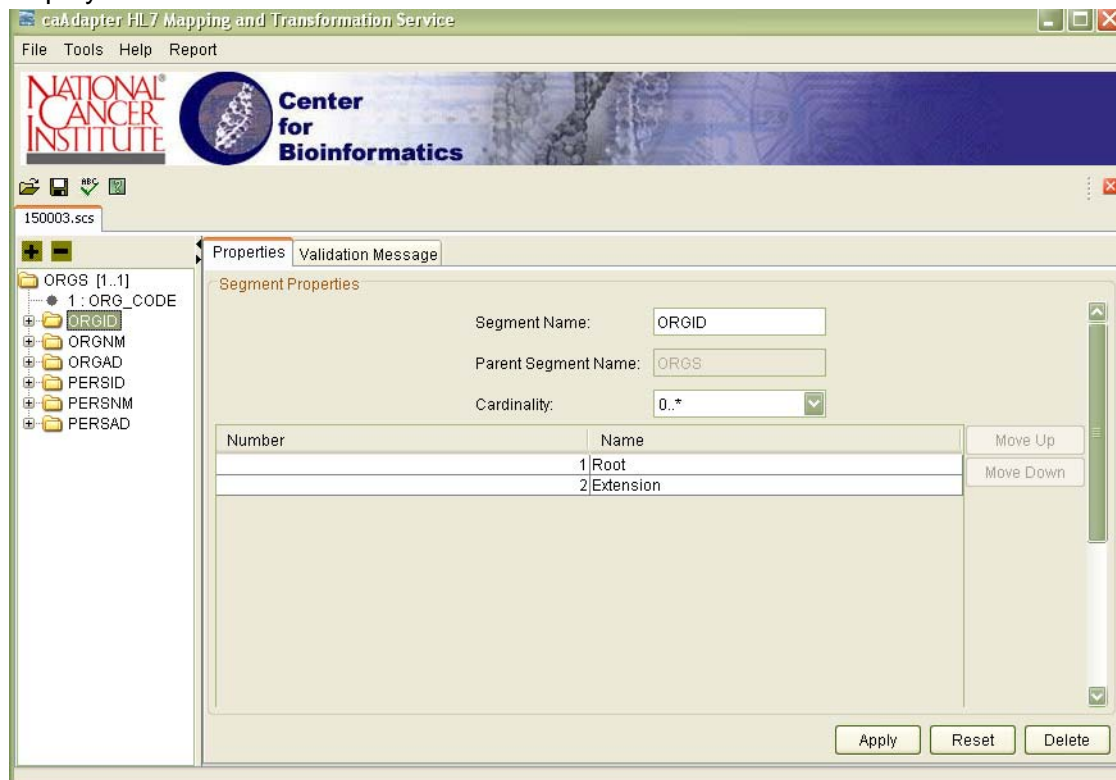 caAdapter HL7 Mapping and Transformation Service
File Tools Help Report
NATIONAL
CANCER
INSTITUTE
Center
for
Bioinformatics
ABC
150003.scs
Properties Validation Message
ORGS [1..1]
1 : ORG_CODE
ORGID
ORGNM
ORGAD
PERSID
PERSNM
PERSAD
Segment Properties
Segment Name: ORGID
Parent Segment Name: ORGS
Cardinality: 0..*
Number Name
1 Root
2 Extension
Move Up
Move Down
Apply Reset Delete